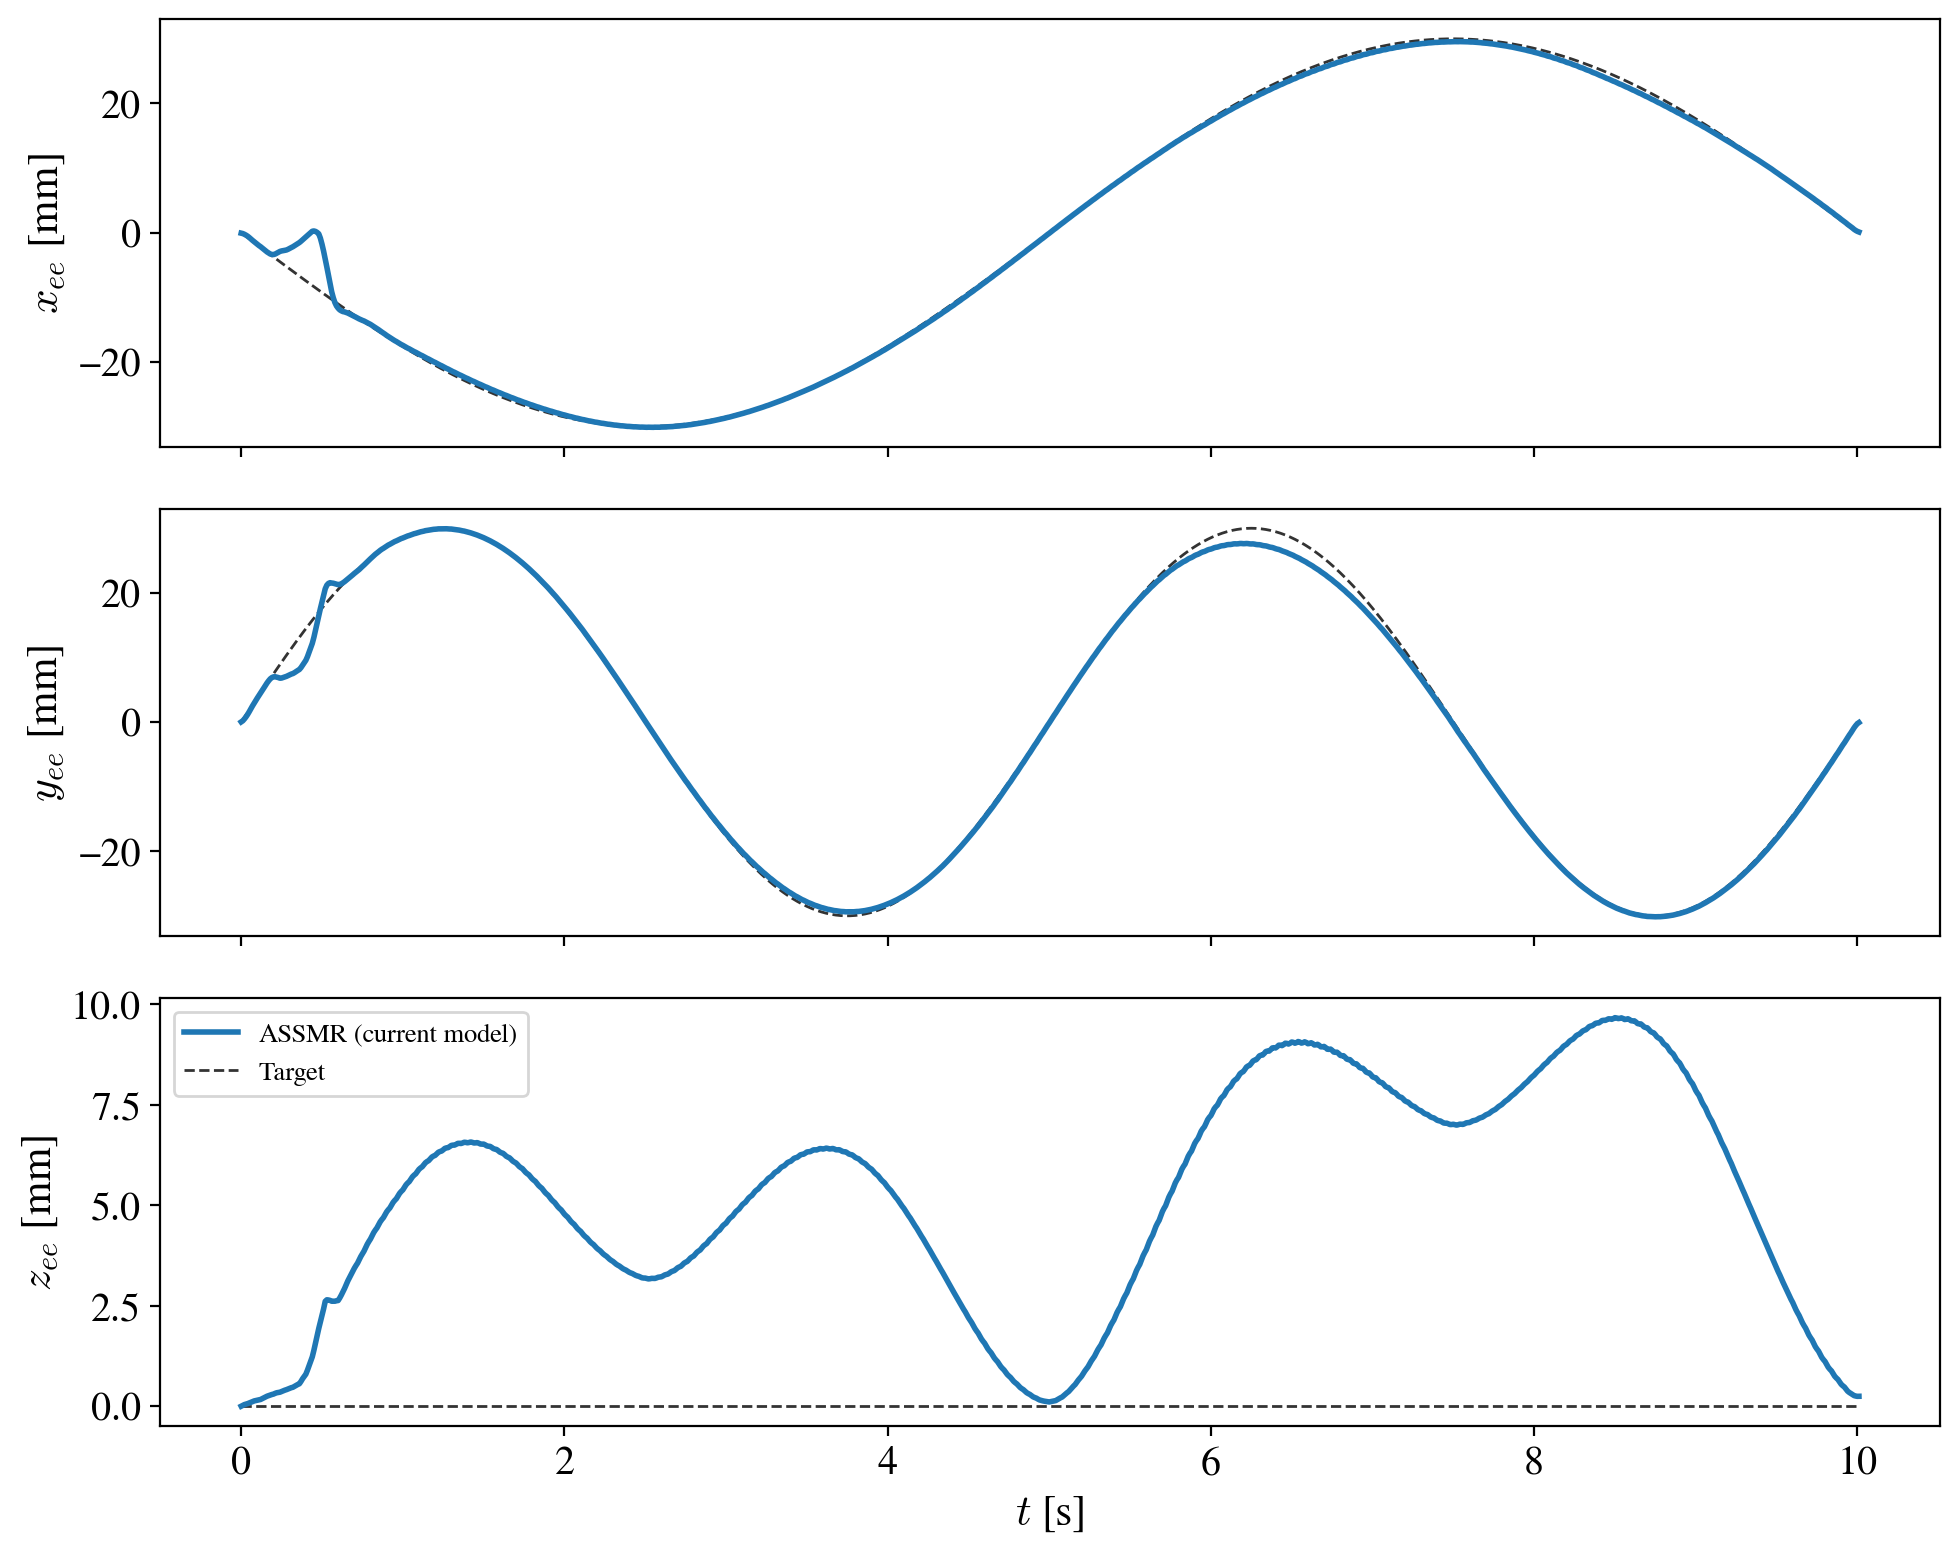 20
0
−20
x_ee [mm]
20
0
−20
y_ee [mm]
10.0
7.5
5.0
2.5
0.0
z_ee [mm]
ASSMR (current model)
Target
0 2 4 6 8 10
t [s]